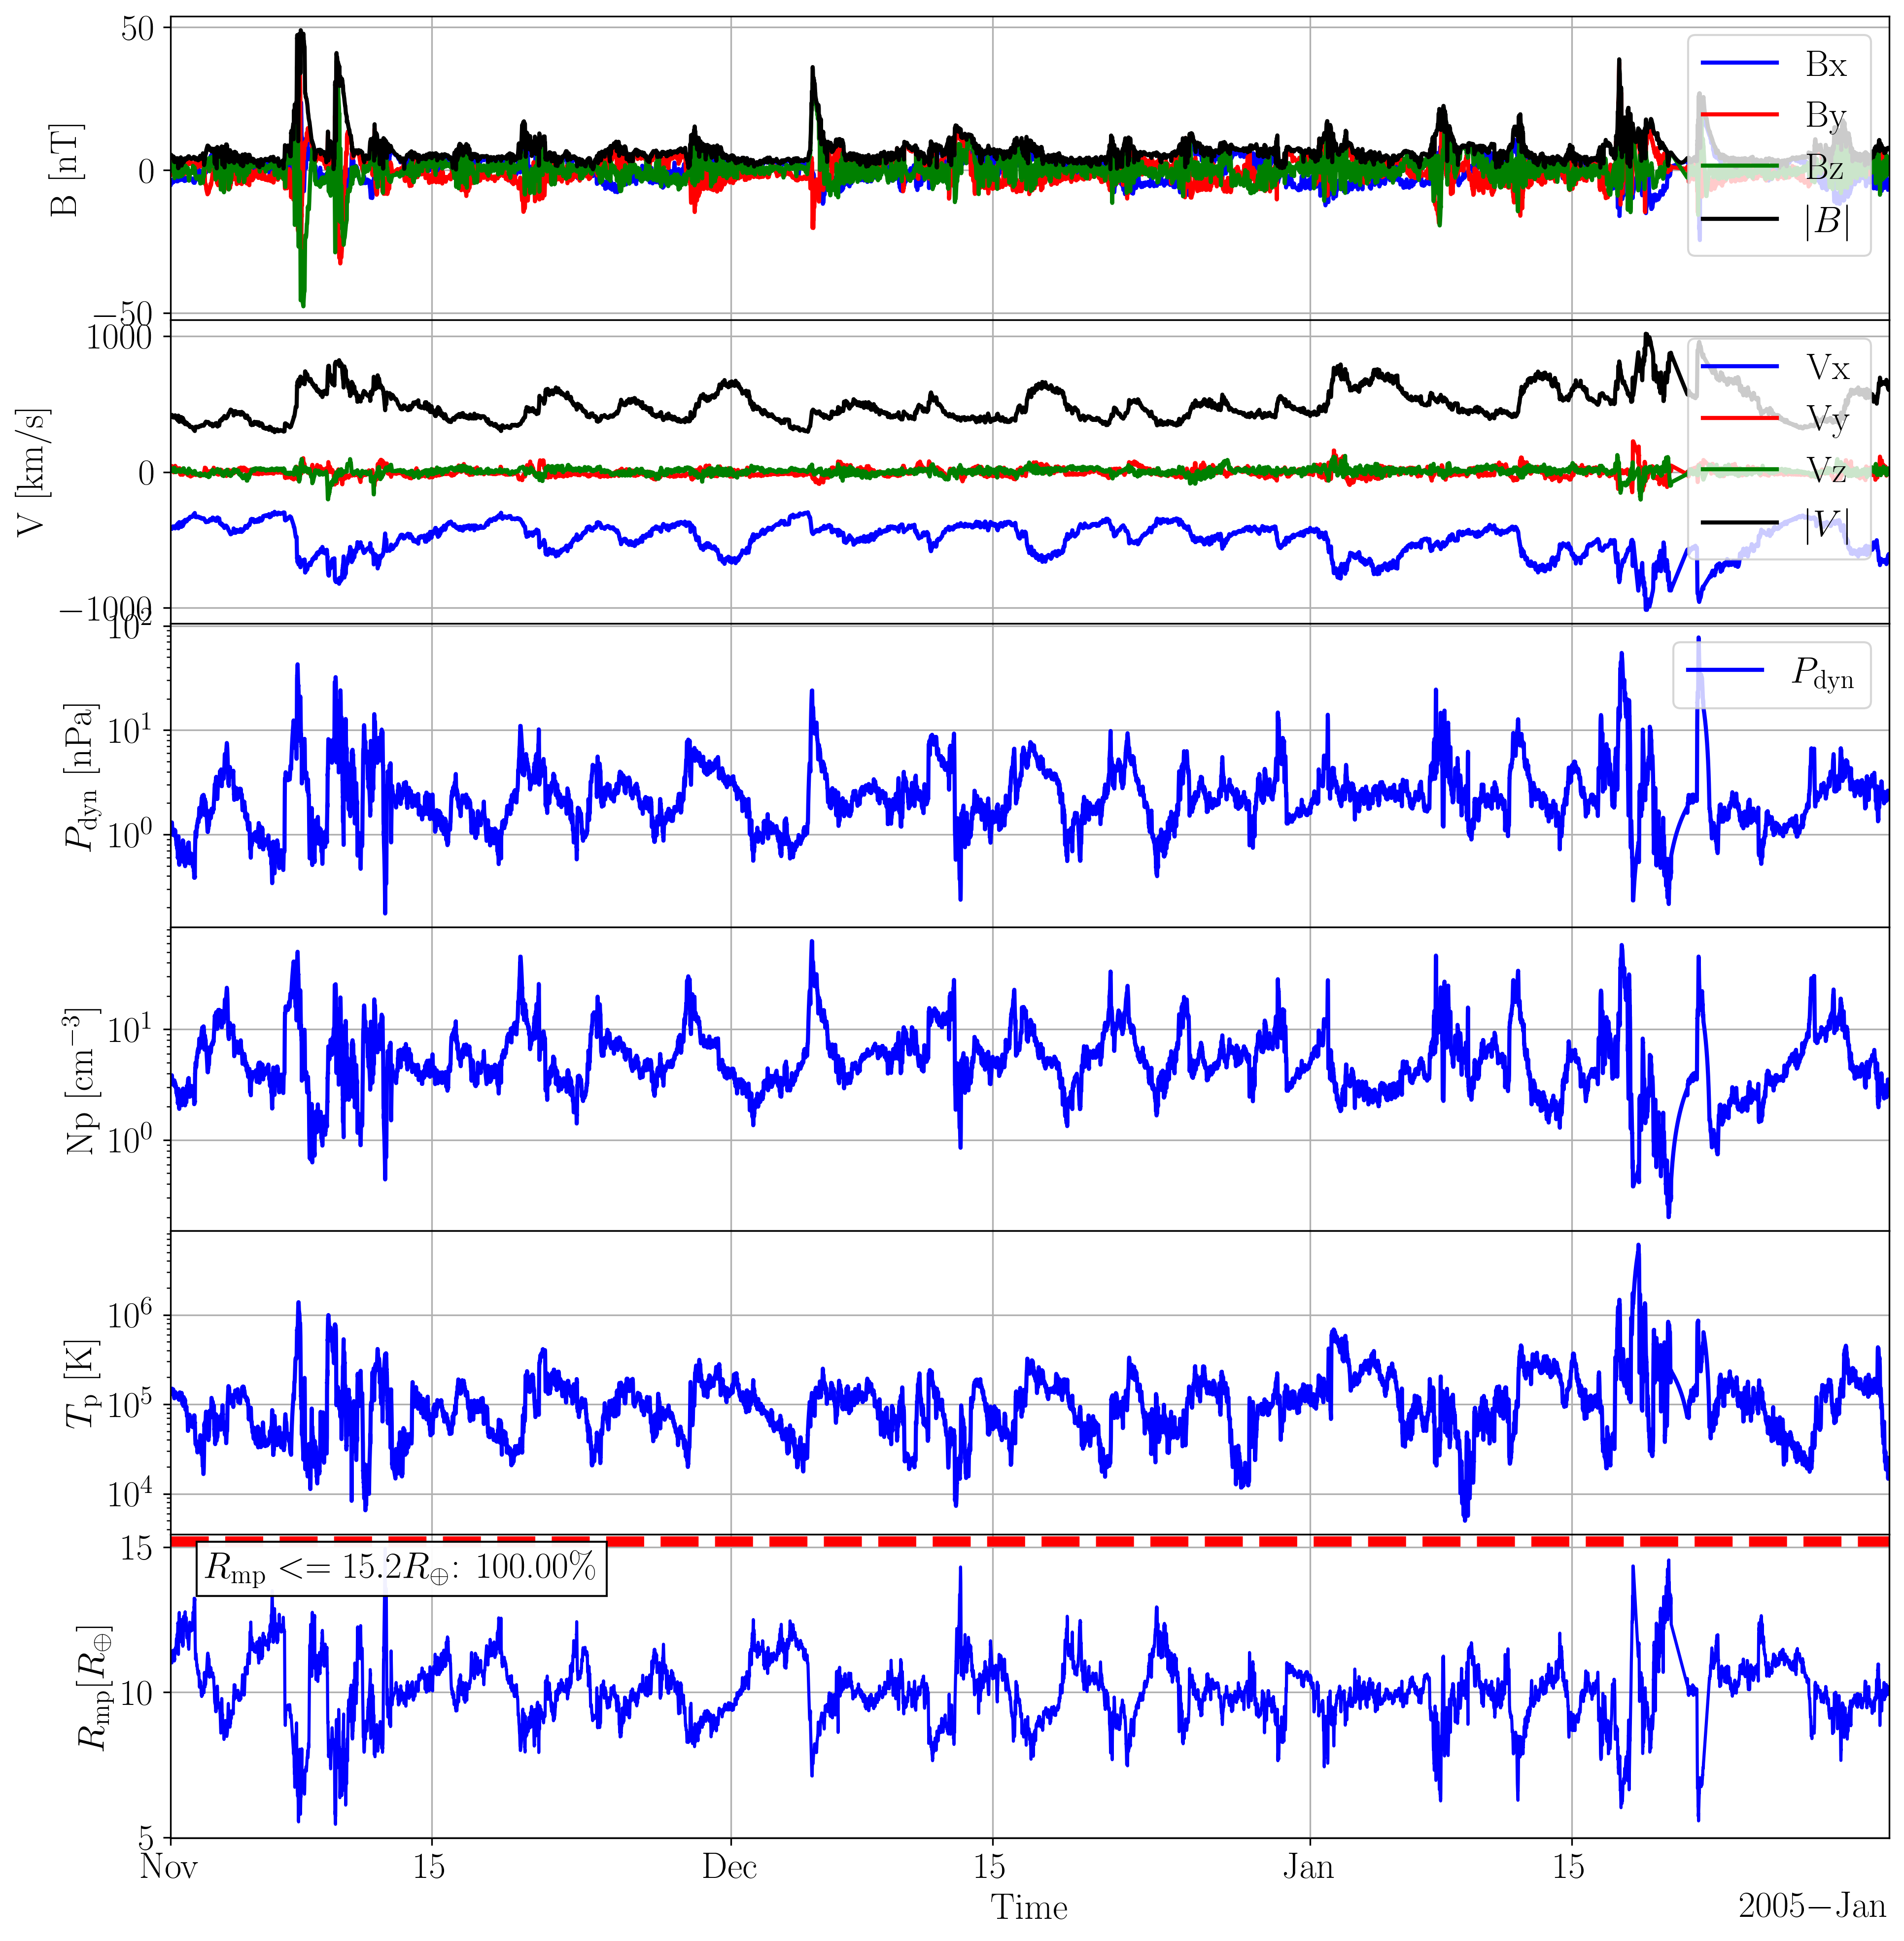 B [nT]
50
0
−50
Bx
By
Bz
|B|
V [km/s]
1000
0
−1000
Vx
Vy
Vz
|V|
P_dyn [nPa]
10²
10¹
10⁰
P_dyn
Np [cm⁻³]
10¹
10⁰
T_p [K]
10⁶
10⁵
10⁴
R_mp[R_⊕]
15
10
5
R_mp <= 15.2R_⊕: 100.00%
Nov 15 Dec 15 Jan 15
Time
2005−Jan